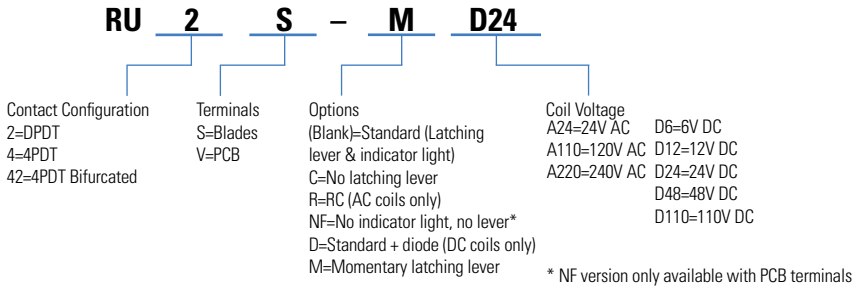 RU 2 S – M D24
Contact Configuration
2=DPDT
4=4PDT
42=4PDT Bifurcated
Terminals
S=Blades
V=PCB
Options
(Blank)=Standard (Latching
lever & indicator light)
C=No latching lever
R=RC (AC coils only)
NF=No indicator light, no lever*
D=Standard + diode (DC coils only)
M=Momentary latching lever
Coil Voltage
A24=24V AC
A110=120V AC
A220=240V AC
D6=6V DC
D12=12V DC
D24=24V DC
D48=48V DC
D110=110V DC
* NF version only available with PCB terminals